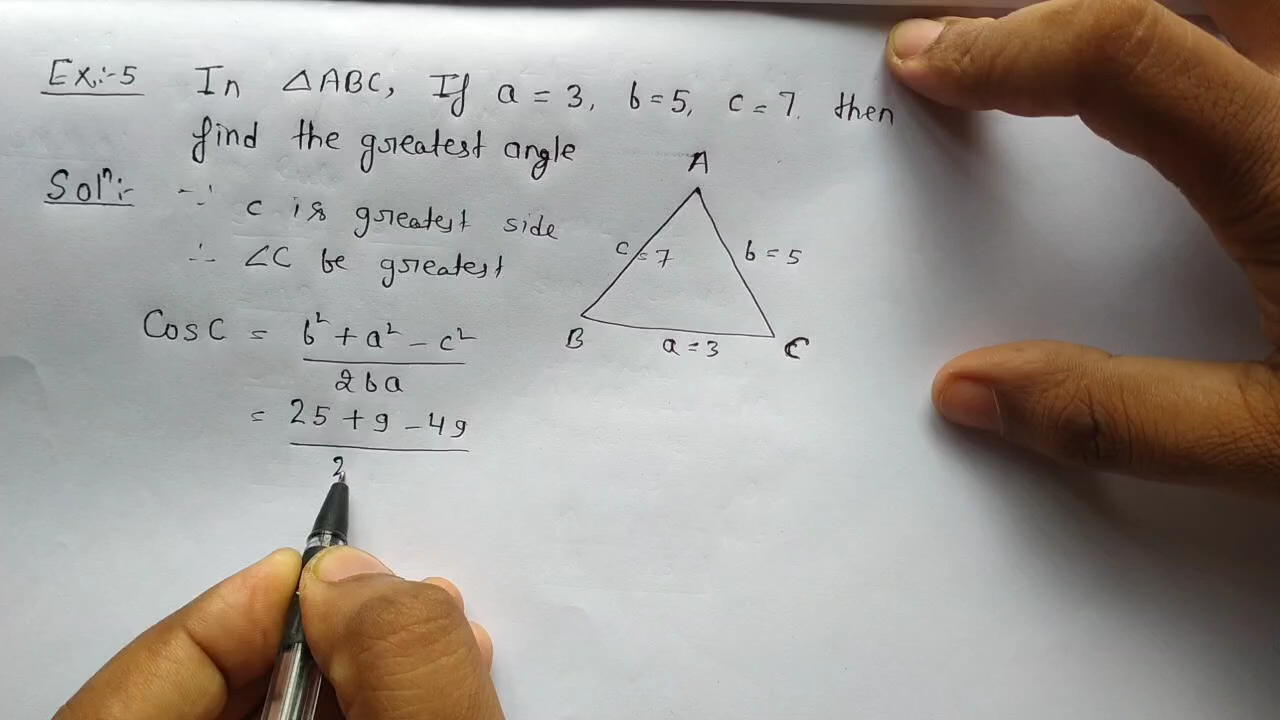 Ex:-5 In △ABC, If a = 3, b = 5, c = 7. then
find the greatest angle
Solⁿ:- ∵ c is greatest side
∴ ∠C be greatest
A
c = 7
b = 5
B
a = 3
C
Cos C = b² + a² - c²
2ba
= 25 + 9 - 49
2